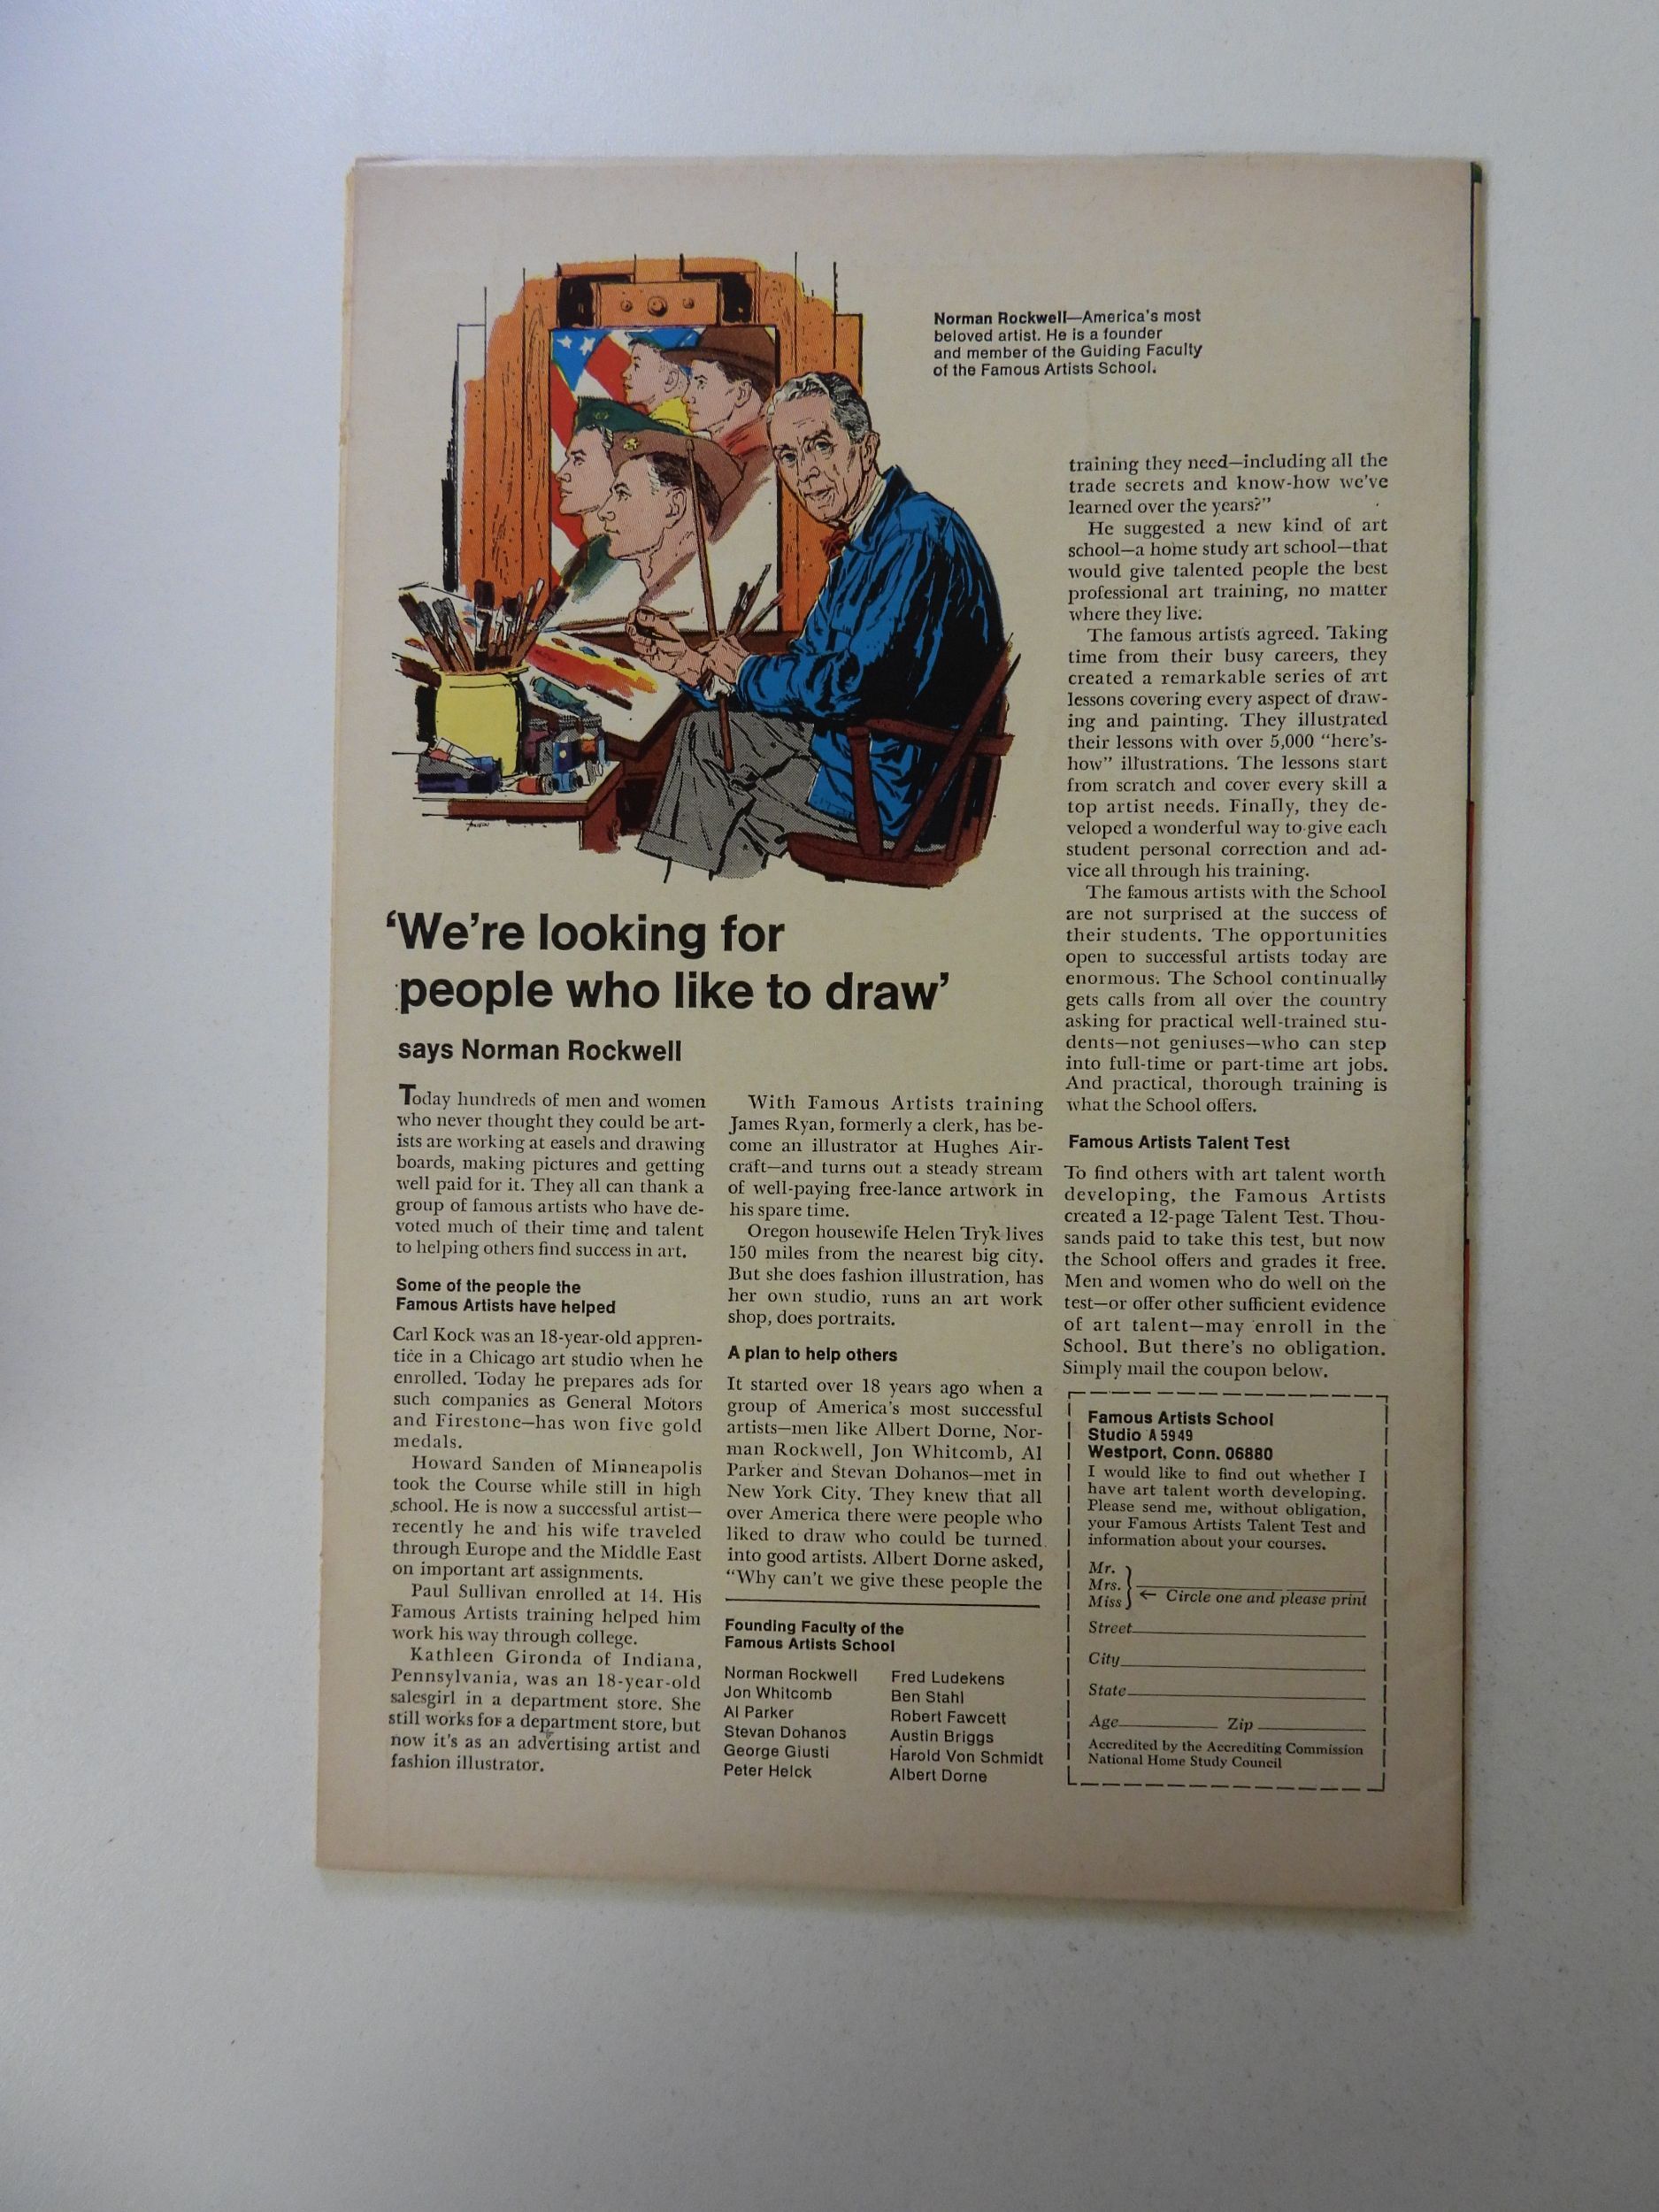 Norman Rockwell—America's most
beloved artist. He is a founder
and member of the Guiding Faculty
of the Famous Artists School.
‘We're looking for
people who like to draw’
says Norman Rockwell
Today hundreds of men and women
who never thought they could be art-
ists are working at easels and drawing
boards, making pictures and getting
well paid for it. They all can thank a
group of famous artists who have de-
voted much of their time and talent
to helping others find success in art.
Some of the people the
Famous Artists have helped
Carl Kock was an 18-year-old appren-
tice in a Chicago art studio when he
enrolled. Today he prepares ads for
such companies as General Motors
and Firestone—has won five gold
medals.
Howard Sanden of Minneapolis
took the Course while still in high
school. He is now a successful artist—
recently he and his wife traveled
through Europe and the Middle East
on important art assignments.
Paul Sullivan enrolled at 14. His
Famous Artists training helped him
work his way through college.
Kathleen Gironda of Indiana,
Pennsylvania, was an 18-year-old
salesgirl in a department store. She
still works for a department store, but
now it's as an advertising artist and
fashion illustrator.
With Famous Artists training
James Ryan, formerly a clerk, has be-
come an illustrator at Hughes Air-
craft—and turns out a steady stream
of well-paying free-lance artwork in
his spare time.
Oregon housewife Helen Tryk lives
150 miles from the nearest big city.
But she does fashion illustration, has
her own studio, runs an art work
shop, does portraits.
A plan to help others
It started over 18 years ago when a
group of America's most successful
artists—men like Albert Dorne, Nor-
man Rockwell, Jon Whitcomb, Al
Parker and Stevan Dohanos—met in
New York City. They knew that all
over America there were people who
liked to draw who could be turned
into good artists. Albert Dorne asked,
“Why can't we give these people the
Founding Faculty of the
Famous Artists School
Norman Rockwell
Jon Whitcomb
Al Parker
Stevan Dohanos
George Giusti
Peter Helck
Fred Ludekens
Ben Stahl
Robert Fawcett
Austin Briggs
Harold Von Schmidt
Albert Dorne
training they need—including all the
trade secrets and know-how we've
learned over the years?”
He suggested a new kind of art
school—a home study art school—that
would give talented people the best
professional art training, no matter
where they live.
The famous artists agreed. Taking
time from their busy careers, they
created a remarkable series of art
lessons covering every aspect of draw-
ing and painting. They illustrated
their lessons with over 5,000 “here's-
how” illustrations. The lessons start
from scratch and cover every skill a
top artist needs. Finally, they de-
veloped a wonderful way to give each
student personal correction and ad-
vice all through his training.
The famous artists with the School
are not surprised at the success of
their students. The opportunities
open to successful artists today are
enormous. The School continually
gets calls from all over the country
asking for practical well-trained stu-
dents—not geniuses—who can step
into full-time or part-time art jobs.
And practical, thorough training is
what the School offers.
Famous Artists Talent Test
To find others with art talent worth
developing, the Famous Artists
created a 12-page Talent Test. Thou-
sands paid to take this test, but now
the School offers and grades it free.
Men and women who do well on the
test—or offer other sufficient evidence
of art talent—may enroll in the
School. But there's no obligation.
Simply mail the coupon below.
Famous Artists School
Studio A 5949
Westport, Conn. 06880
I would like to find out whether I
have art talent worth developing.
Please send me, without obligation,
your Famous Artists Talent Test and
information about your courses.
Mr.
Mrs.
Miss ← Circle one and please print
Street
City
State
Age Zip
Accredited by the Accrediting Commission
National Home Study Council